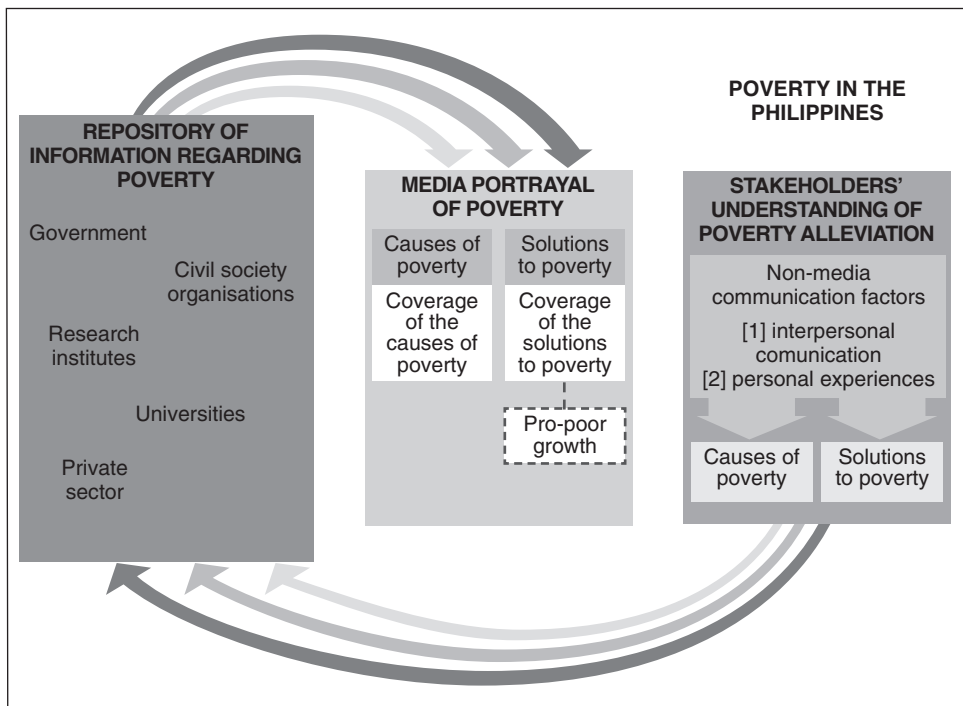 POVERTY IN THE
PHILIPPINES
REPOSITORY OF
INFORMATION REGARDING
POVERTY
Government
Civil society
organisations
Research
institutes
Universities
Private
sector
MEDIA PORTRAYAL
OF POVERTY
Causes of
poverty
Coverage
of the
causes of
poverty
Solutions
to poverty
Coverage
of the
solutions
to poverty
Pro-poor
growth
STAKEHOLDERS’
UNDERSTANDING OF
POVERTY ALLEVIATION
Non-media
communication factors
[1] interpersonal
comunication
[2] personal experiences
Causes of
poverty
Solutions
to poverty